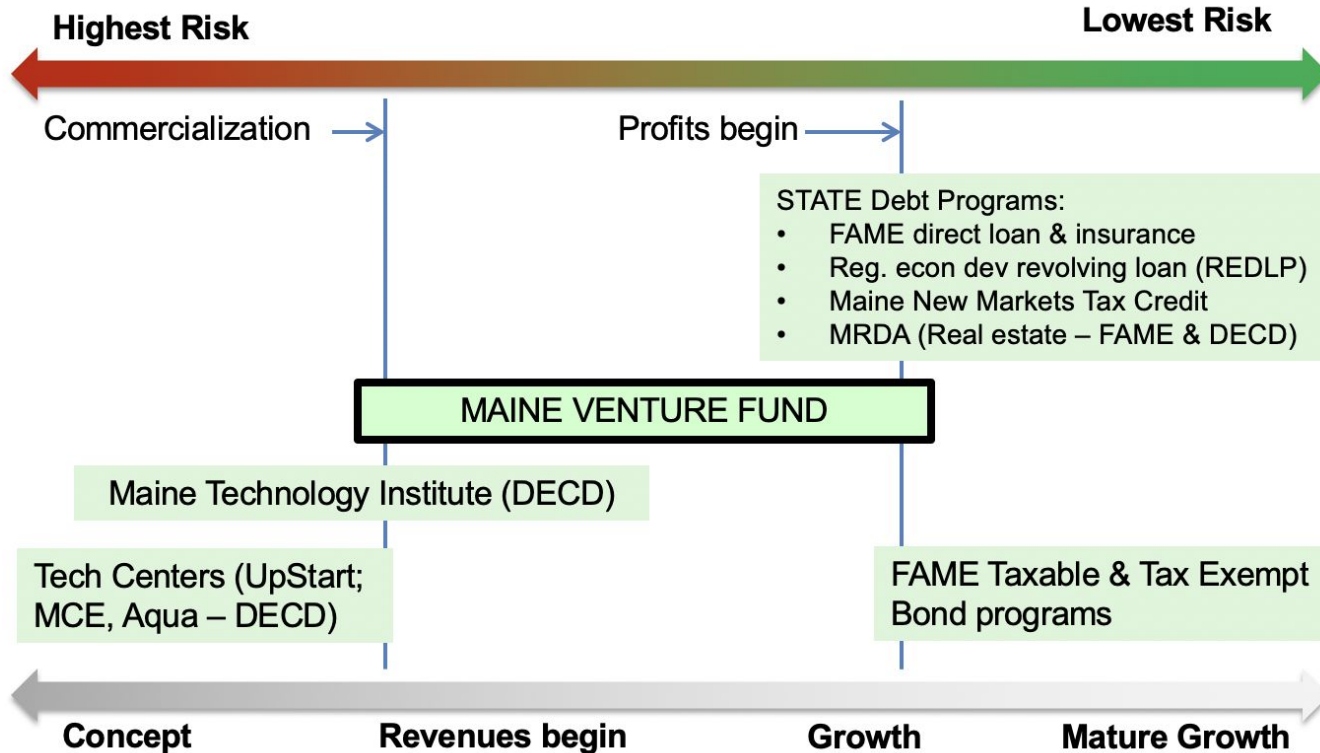 Highest Risk
Lowest Risk
Commercialization
Profits begin
STATE Debt Programs:
• FAME direct loan & insurance
• Reg. econ dev revolving loan (REDLP)
• Maine New Markets Tax Credit
• MRDA (Real estate – FAME & DECD)
MAINE VENTURE FUND
Maine Technology Institute (DECD)
Tech Centers (UpStart;
MCE, Aqua – DECD)
FAME Taxable & Tax Exempt
Bond programs
Concept
Revenues begin
Growth
Mature Growth